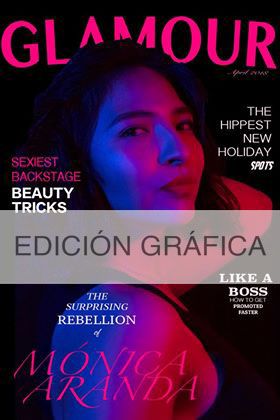 GLAMOUR
April 2018
THE
HIPPEST
NEW
HOLIDAY
SPOTS
SEXIEST
BACKSTAGE
BEAUTY
TRICKS
EDICIÓN GRÁFICA
LIKE A
BOSS
HOW TO GET
PROMOTED
FASTER
THE
SURPRISING
REBELLION
of
MÓNICA
ARANDA